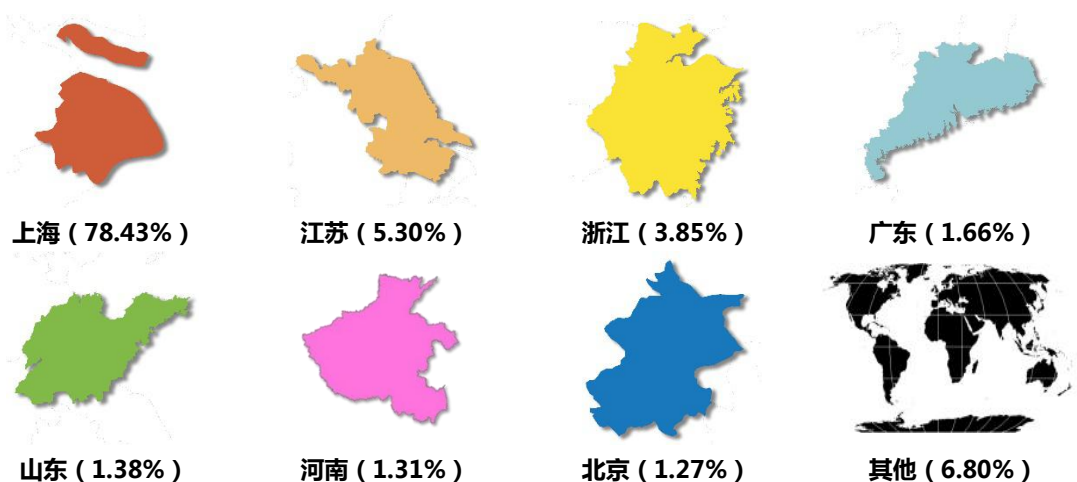 上海（78.43%）
江苏（5.30%）
浙江（3.85%）
广东（1.66%）
山东（1.38%）
河南（1.31%）
北京（1.27%）
其他（6.80%）